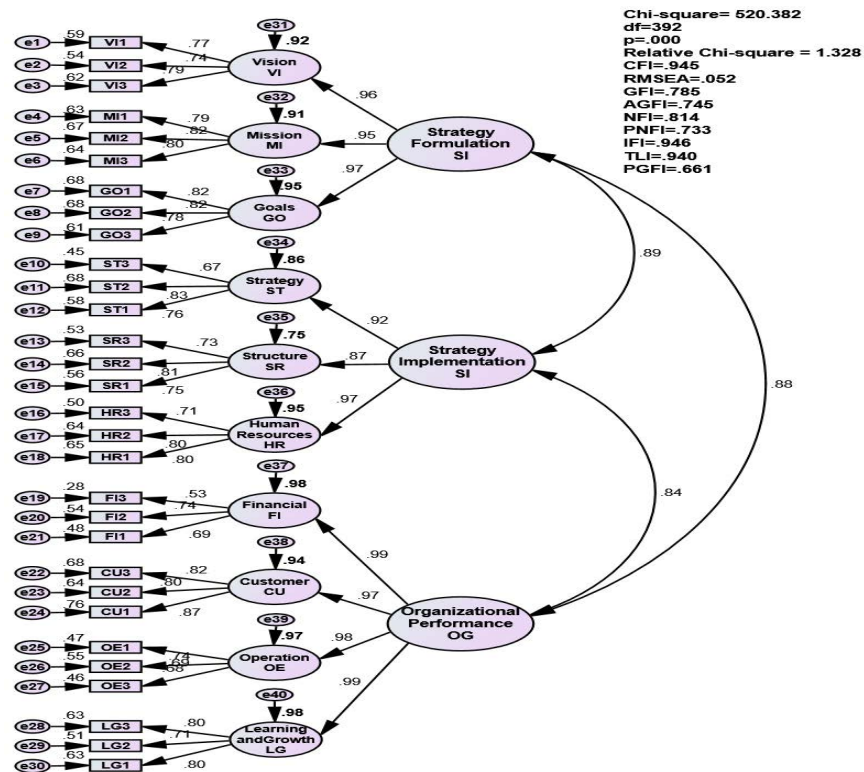 Chi-square= 520.382
df=392
p=.000
Relative Chi-square = 1.328
CFI=.945
RMSEA=.052
GFI=.785
AGFI=.745
NFI=.814
PNFI=.733
IFI=.946
TLI=.940
PGFI=.661
e31
.92
Vision
VI
e1 .59 VI1 .77
e2 .54 VI2 .74
e3 .62 VI3 .79
e32
.91
Mission
MI
e4 .63 MI1 .79
e5 .67 MI2 .82
e6 .64 MI3 .80
e33
.95
Goals
GO
e7 .68 GO1 .82
e8 .68 GO2 .82
e9 .61 GO3 .78
.96
.95
.97
Strategy
Formulation
SI
e34
.86
Strategy
ST
e10 .45 ST3 .67
e11 .68 ST2 .83
e12 .58 ST1 .76
e35
.75
Structure
SR
e13 .53 SR3 .73
e14 .66 SR2 .81
e15 .56 SR1 .75
e36
.95
Human
Resources
HR
e16 .50 HR3 .71
e17 .64 HR2 .80
e18 .65 HR1 .80
.92
.87
.97
Strategy
Implementation
SI
.89
.88
.84
e37
.98
Financial
FI
e19 .28 FI3 .53
e20 .54 FI2 .74
e21 .48 FI1 .69
e38
.94
Customer
CU
e22 .68 CU3 .82
e23 .64 CU2 .80
e24 .76 CU1 .87
e39
.97
Operation
OE
e25 .47 OE1 .74
e26 .55 OE2 .69
e27 .46 OE3 .68
e40
.98
Learning
andGrowth
LG
e28 .63 LG3 .80
e29 .51 LG2 .71
e30 .63 LG1 .80
.99
.97
.98
.99
Organizational
Performance
OG